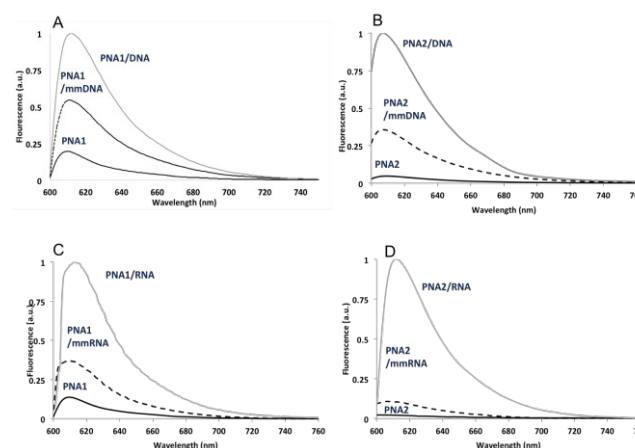 A
Flourescence (a.u.)
1
0.75
0.5
0.25
0
PNA1/DNA
PNA1
/mmDNA
PNA1
600 620 640 660 680 700 720 740
Wavelength (nm)
B
Fluorescence (a.u.)
1
0.75
0.5
0.25
0
PNA2/DNA
PNA2
/mmDNA
PNA2
600 620 640 660 680 700 720 740 760
Wavelength (nm)
C
Fluorescence (a.u.)
1
0.75
0.5
0.25
0
PNA1/RNA
PNA1
/mmRNA
PNA1
600 620 640 660 680 700 720 740 760
Wavelength (nm)
D
Fluorescence (a.u.)
1
0.75
0.5
0.25
0
PNA2/RNA
PNA2
/mmRNA
PNA2
600 620 640 660 680 700 720 740 760
Wavelength (nm)